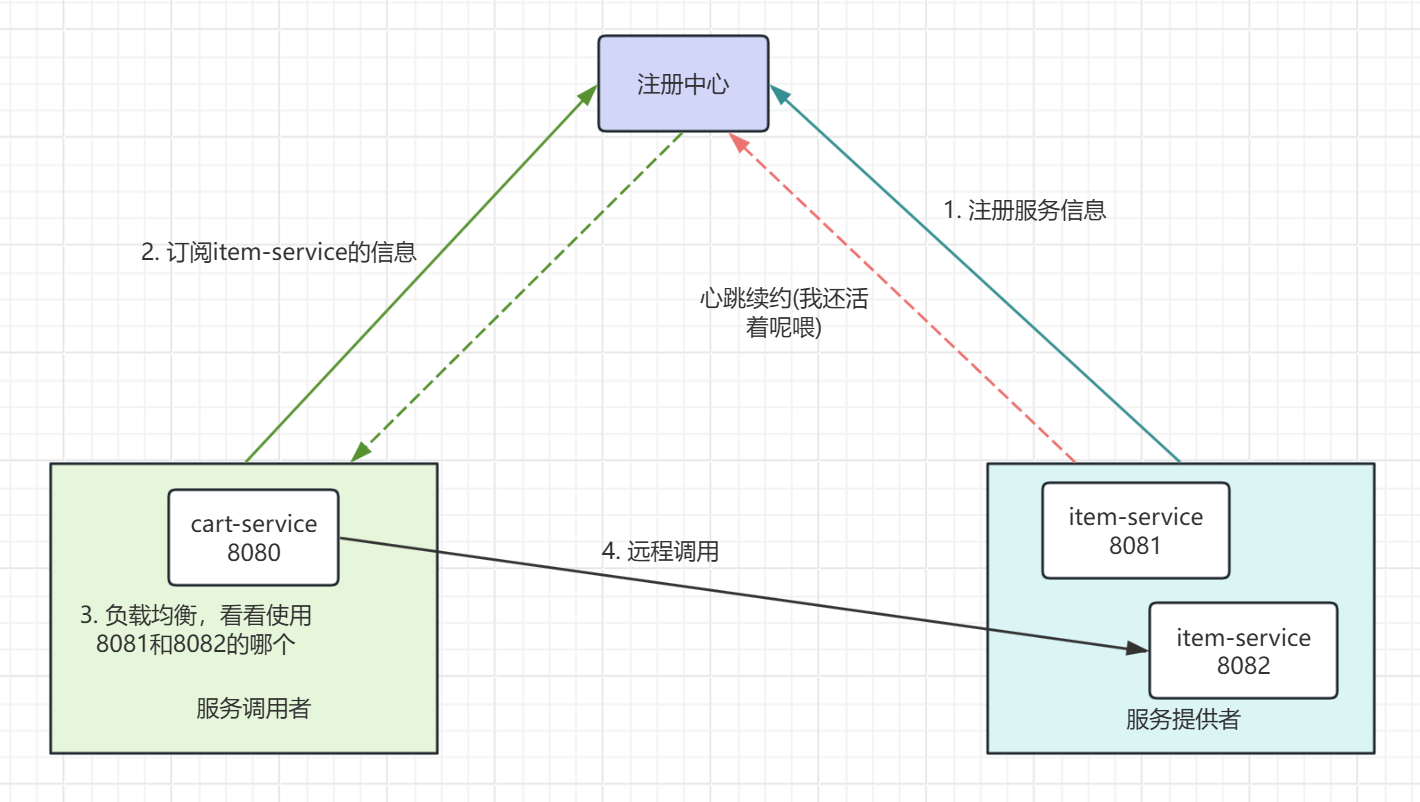 注册中心
1. 注册服务信息
2. 订阅item-service的信息
心跳续约(我还活
着呢喂)
cart-service
8080
3. 负载均衡，看看使用
8081和8082的哪个
服务调用者
4. 远程调用
item-service
8081
item-service
8082
服务提供者